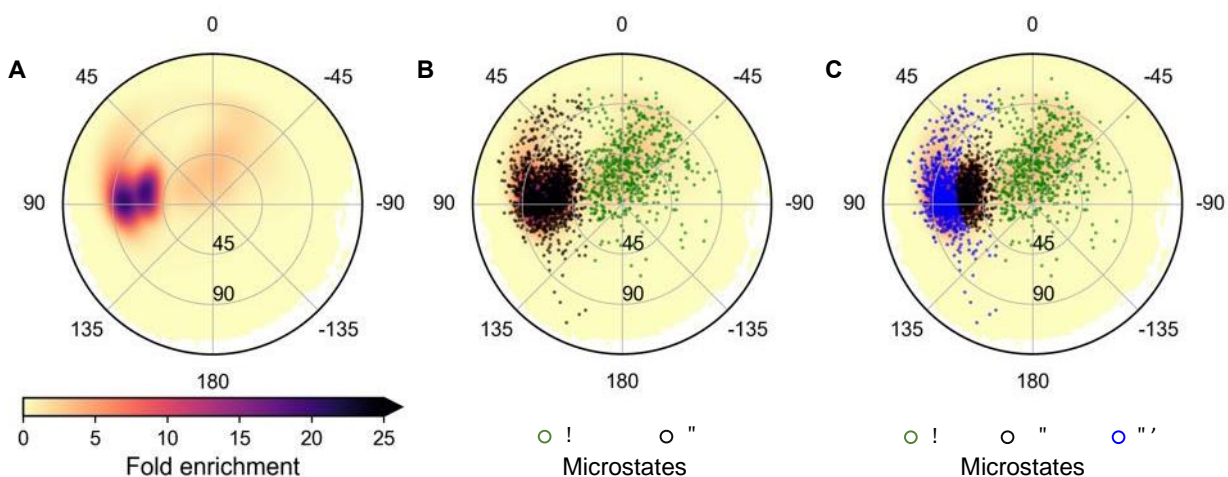 0 0 0
A 45 -45 B 45 -45 C 45 -45
90 -90 90 -90 90 -90
45 45 45
90 90 90
135 -135 135 -135 135 -135
180 180 180
0 5 10 15 20 25
Fold enrichment
! " ! " "′
Microstates Microstates